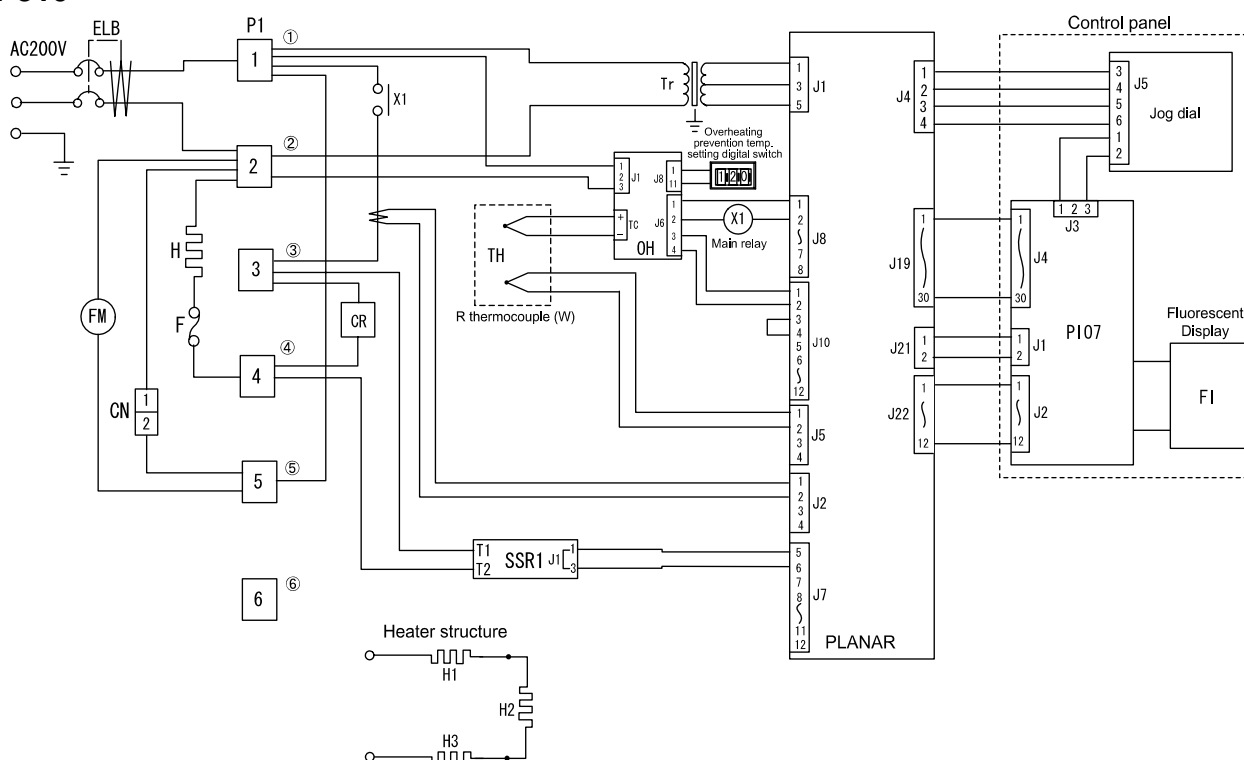 Control panel
ELB
P1
AC200V
1
①
X1
Tr
1
3
5
J1
J4
1
2
3
4
3
4
5
6
1
2
J5
Jog dial
Overheating
prevention temp.
setting digital switch
1 2 0
2
②
1
2
3
J1
J8
1
11
TC
+
−
J6
1
2
3
4
OH
X1
Main relay
1
2
7
8
J8
1 2 3
J3
H
3
③
TH
R thermocouple (W)
J19
1
30
1
30
J4
FM
F
CR
1
2
3
4
5
6
12
J10
J21
1
2
1
2
J1
PI07
Fluorescent
Display
FI
4
④
CN
1
2
J22
1
12
1
12
J2
1
2
3
4
J5
5
⑤
1
2
3
4
J2
T1
T2
SSR1
J1
1
3
5
6
7
8
11
12
J7
6
⑥
PLANAR
Heater structure
H1
H2
H3